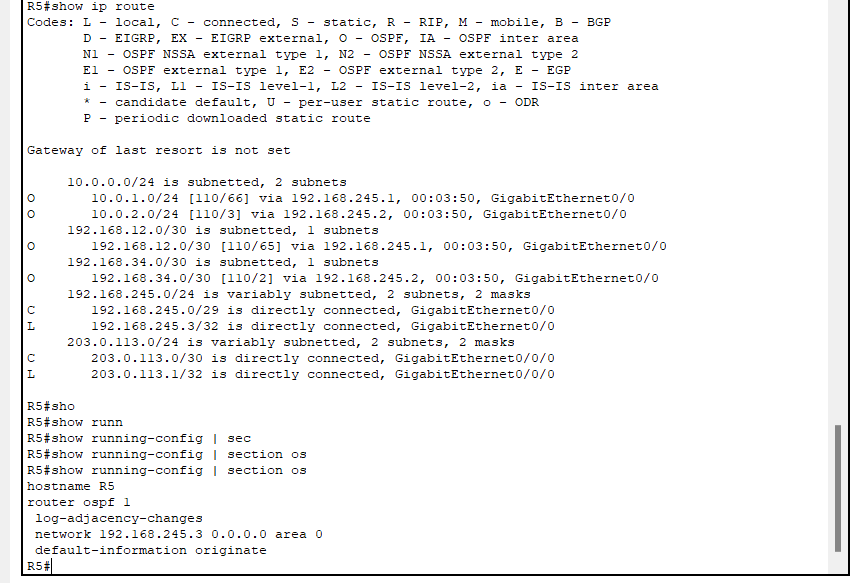 R5#show ip route
Codes: L - local, C - connected, S - static, R - RIP, M - mobile, B - BGP
       D - EIGRP, EX - EIGRP external, O - OSPF, IA - OSPF inter area
       N1 - OSPF NSSA external type 1, N2 - OSPF NSSA external type 2
       E1 - OSPF external type 1, E2 - OSPF external type 2, E - EGP
       i - IS-IS, L1 - IS-IS level-1, L2 - IS-IS level-2, ia - IS-IS inter area
       * - candidate default, U - per-user static route, o - ODR
       P - periodic downloaded static route

Gateway of last resort is not set

     10.0.0.0/24 is subnetted, 2 subnets
O       10.0.1.0/24 [110/66] via 192.168.245.1, 00:03:50, GigabitEthernet0/0
O       10.0.2.0/24 [110/3] via 192.168.245.2, 00:03:50, GigabitEthernet0/0
     192.168.12.0/30 is subnetted, 1 subnets
O       192.168.12.0/30 [110/65] via 192.168.245.1, 00:03:50, GigabitEthernet0/0
     192.168.34.0/30 is subnetted, 1 subnets
O       192.168.34.0/30 [110/2] via 192.168.245.2, 00:03:50, GigabitEthernet0/0
     192.168.245.0/24 is variably subnetted, 2 subnets, 2 masks
C       192.168.245.0/29 is directly connected, GigabitEthernet0/0
L       192.168.245.3/32 is directly connected, GigabitEthernet0/0
     203.0.113.0/24 is variably subnetted, 2 subnets, 2 masks
C       203.0.113.0/30 is directly connected, GigabitEthernet0/0/0
L       203.0.113.1/32 is directly connected, GigabitEthernet0/0/0

R5#sho
R5#show runn
R5#show running-config | sec
R5#show running-config | section os
R5#show running-config | section os
hostname R5
router ospf 1
 log-adjacency-changes
 network 192.168.245.3 0.0.0.0 area 0
 default-information originate
R5#